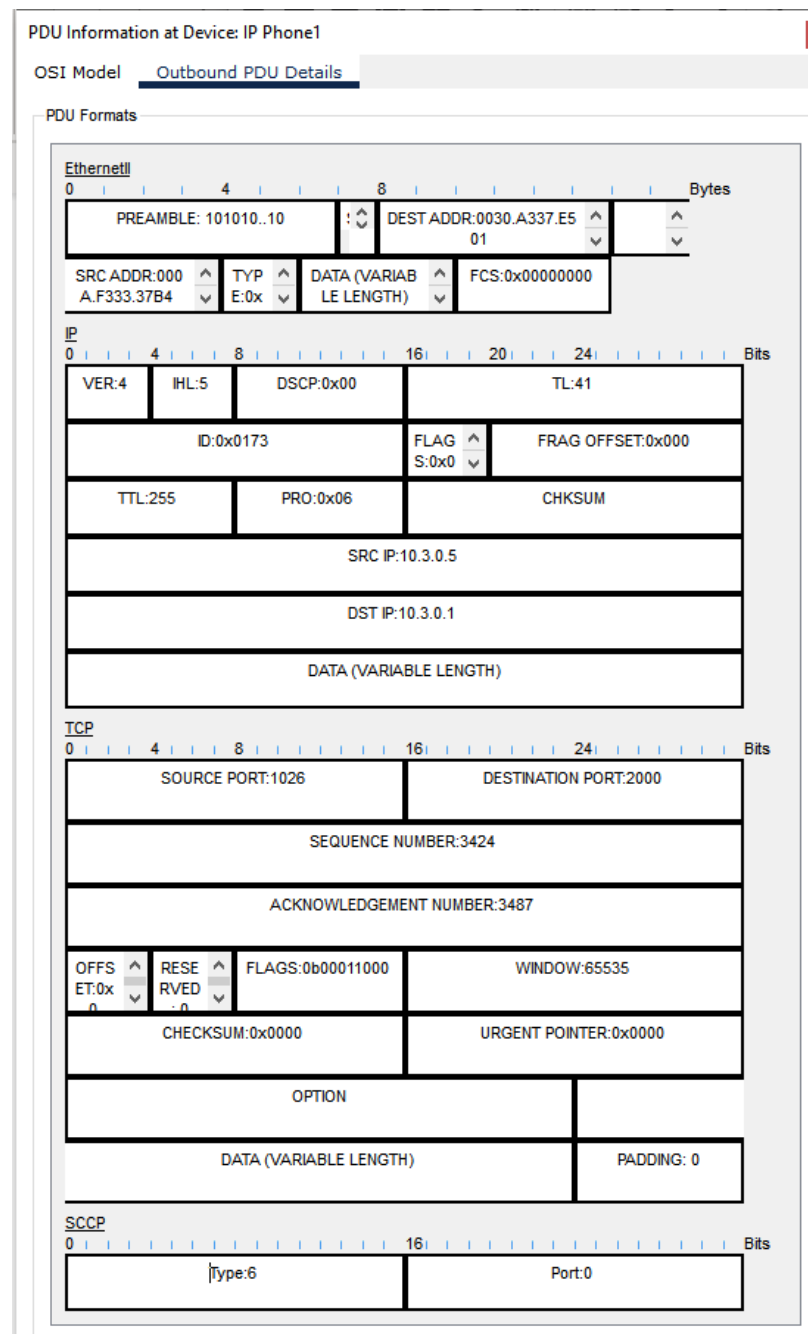 PDU Information at Device: IP Phone1
OSI Model Outbound PDU Details
PDU Formats
EthernetII
0 4 8 Bytes
PREAMBLE: 101010..10 DEST ADDR:0030.A337.E5
01
SRC ADDR:000 TYP DATA (VARIAB FCS:0x00000000
A.F333.37B4 E:0x LE LENGTH)
IP
0 4 8 16 20 24 Bits
VER:4 IHL:5 DSCP:0x00 TL:41
ID:0x0173 FLAG FRAG OFFSET:0x000
S:0x0
TTL:255 PRO:0x06 CHKSUM
SRC IP:10.3.0.5
DST IP:10.3.0.1
DATA (VARIABLE LENGTH)
TCP
0 4 8 16 24 Bits
SOURCE PORT:1026 DESTINATION PORT:2000
SEQUENCE NUMBER:3424
ACKNOWLEDGEMENT NUMBER:3487
OFFS RESE FLAGS:0b00011000 WINDOW:65535
ET:0x RVED
CHECKSUM:0x0000 URGENT POINTER:0x0000
OPTION
DATA (VARIABLE LENGTH) PADDING: 0
SCCP
0 16 Bits
Type:6 Port:0